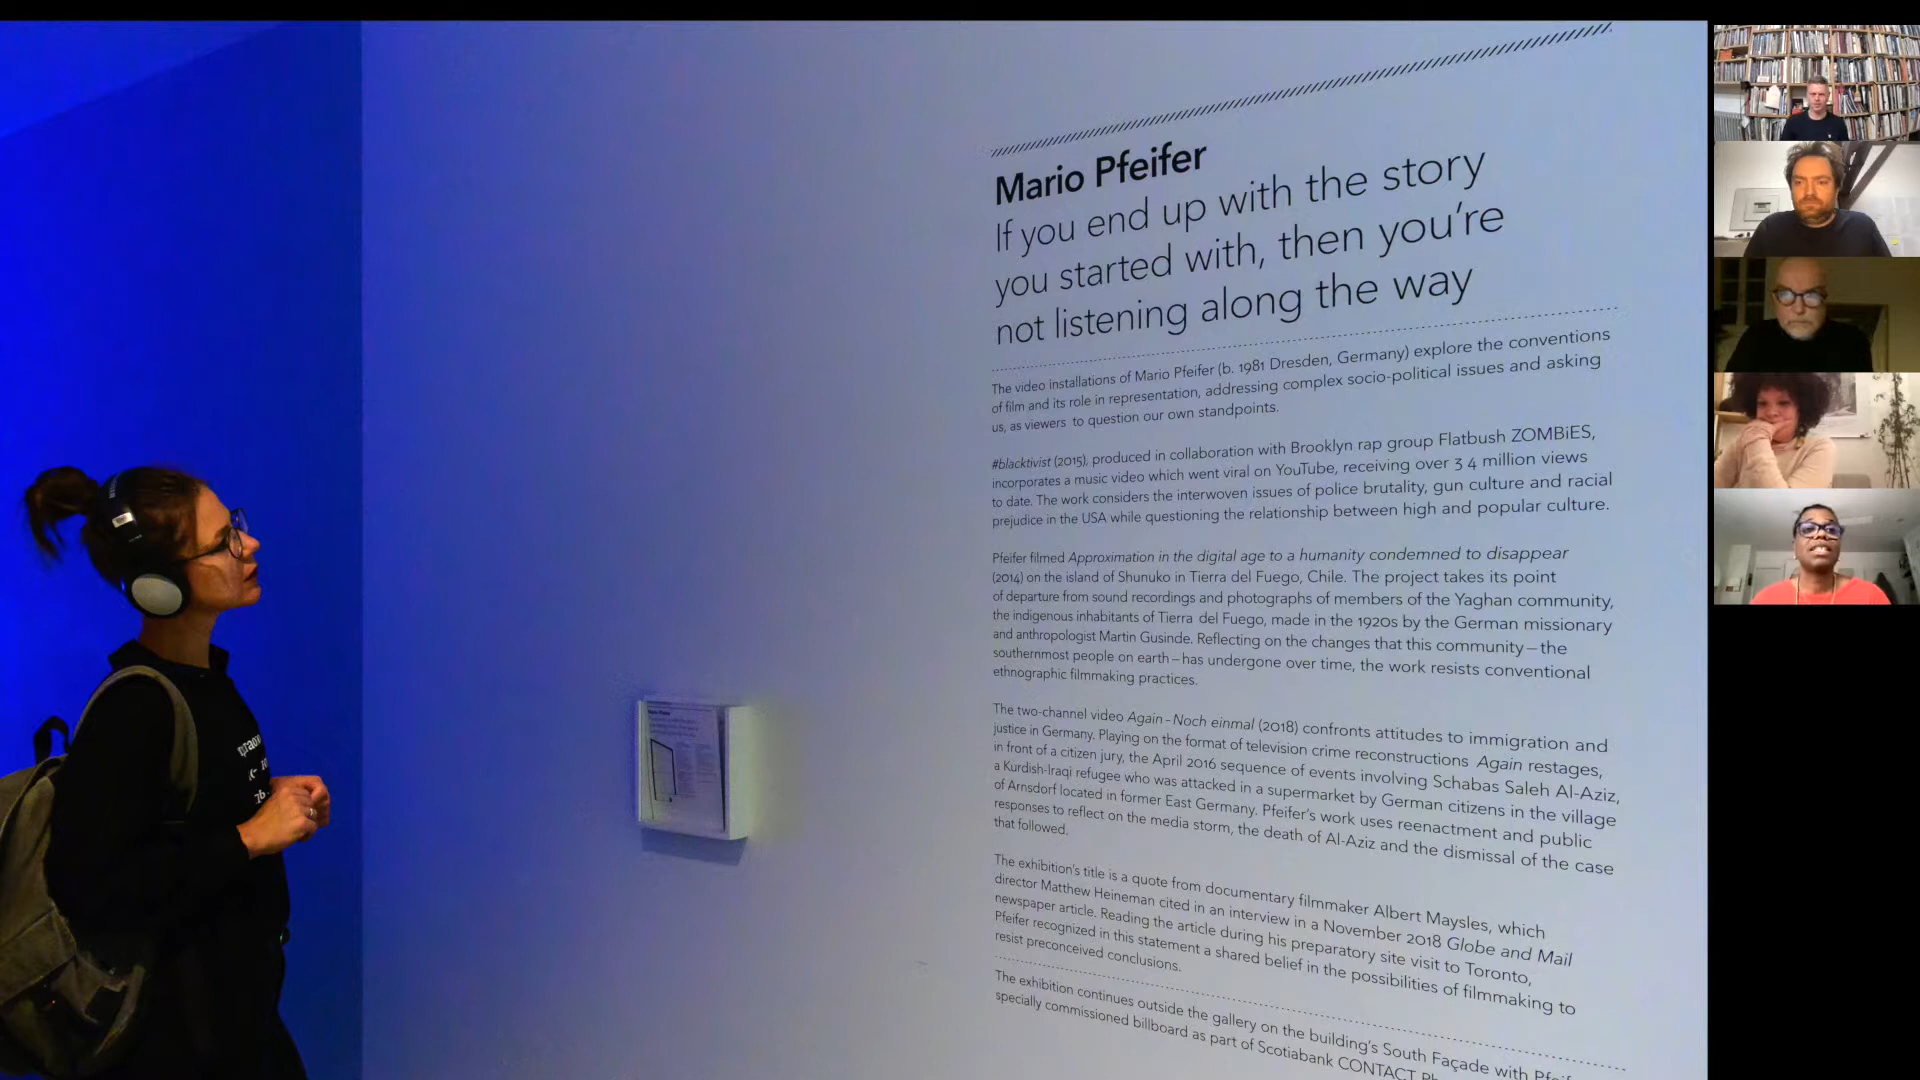 Mario Pfeifer
If you end up with the story
you started with, then you're
not listening along the way
The video installations of Mario Pfeifer (b. 1981 Dresden, Germany) explore the conventions
of film and its role in representation, addressing complex socio-political issues and asking
us, as viewers to question our own standpoints.
#blacktivist (2015), produced in collaboration with Brooklyn rap group Flatbush ZOMBiES,
incorporates a music video which went viral on YouTube, receiving over 3 4 million views
to date. The work considers the interwoven issues of police brutality, gun culture and racial
prejudice in the USA while questioning the relationship between high and popular culture.
Pfeifer filmed Approximation in the digital age to a humanity condemned to disappear
(2014) on the island of Shunuko in Tierra del Fuego, Chile. The project takes its point
of departure from sound recordings and photographs of members of the Yaghan community,
the indigenous inhabitants of Tierra del Fuego, made in the 1920s by the German missionary
and anthropologist Martin Gusinde. Reflecting on the changes that this community – the
southernmost people on earth – has undergone over time, the work resists conventional
ethnographic filmmaking practices.
The two-channel video Again - Noch einmal (2018) confronts attitudes to immigration and
justice in Germany. Playing on the format of television crime reconstructions Again restages,
in front of a citizen jury, the April 2016 sequence of events involving Schabas Saleh Al-Aziz,
a Kurdish-Iraqi refugee who was attacked in a supermarket by German citizens in the village
of Arnsdorf located in former East Germany. Pfeifer's work uses reenactment and public
responses to reflect on the media storm, the death of Al-Aziz and the dismissal of the case
that followed.
The exhibition's title is a quote from documentary filmmaker Albert Maysles, which
director Matthew Heineman cited in an interview in a November 2018 Globe and Mail
newspaper article. Reading the article during his preparatory site visit to Toronto,
Pfeifer recognized in this statement a shared belief in the possibilities of filmmaking to
resist preconceived conclusions.
The exhibition continues outside the gallery on the building's South Façade with
specially commissioned billboard as part of Scotiabank CONTACT